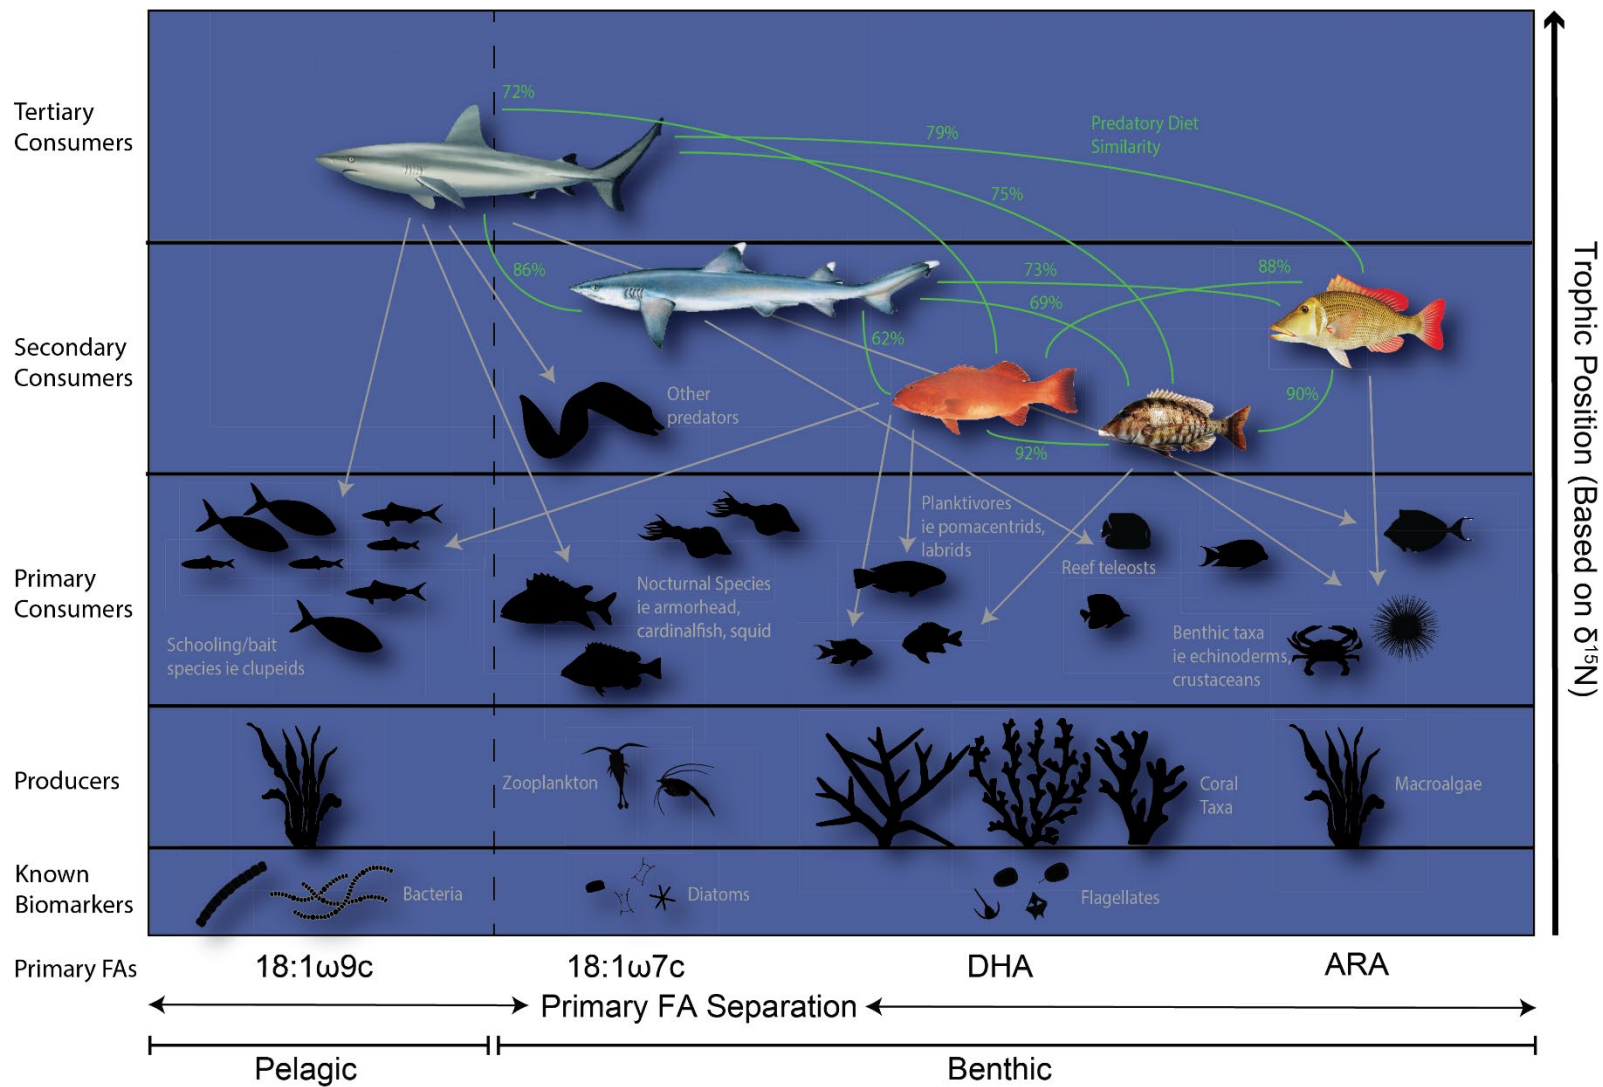 72%
Tertiary
Consumers
79%
Predatory Diet
Similarity
75%
86%
73%
88%
69%
62%
Secondary
Consumers
Other
predators
90%
92%
Primary
Consumers
Planktivores
ie pomacentrids,
labrids
Reef teleosts
Nocturnal Species
ie armorhead,
cardinalfish, squid
Schooling/bait
species ie clupeids
Benthic taxa
ie echinoderms,
crustaceans
Producers
Zooplankton
Coral
Taxa
Macroalgae
Known
Biomarkers
Bacteria
Diatoms
Flagellates
Primary FAs
18:1ω9c
18:1ω7c
DHA
ARA
Primary FA Separation
Pelagic
Benthic
Trophic Position (Based on δ¹⁵N)